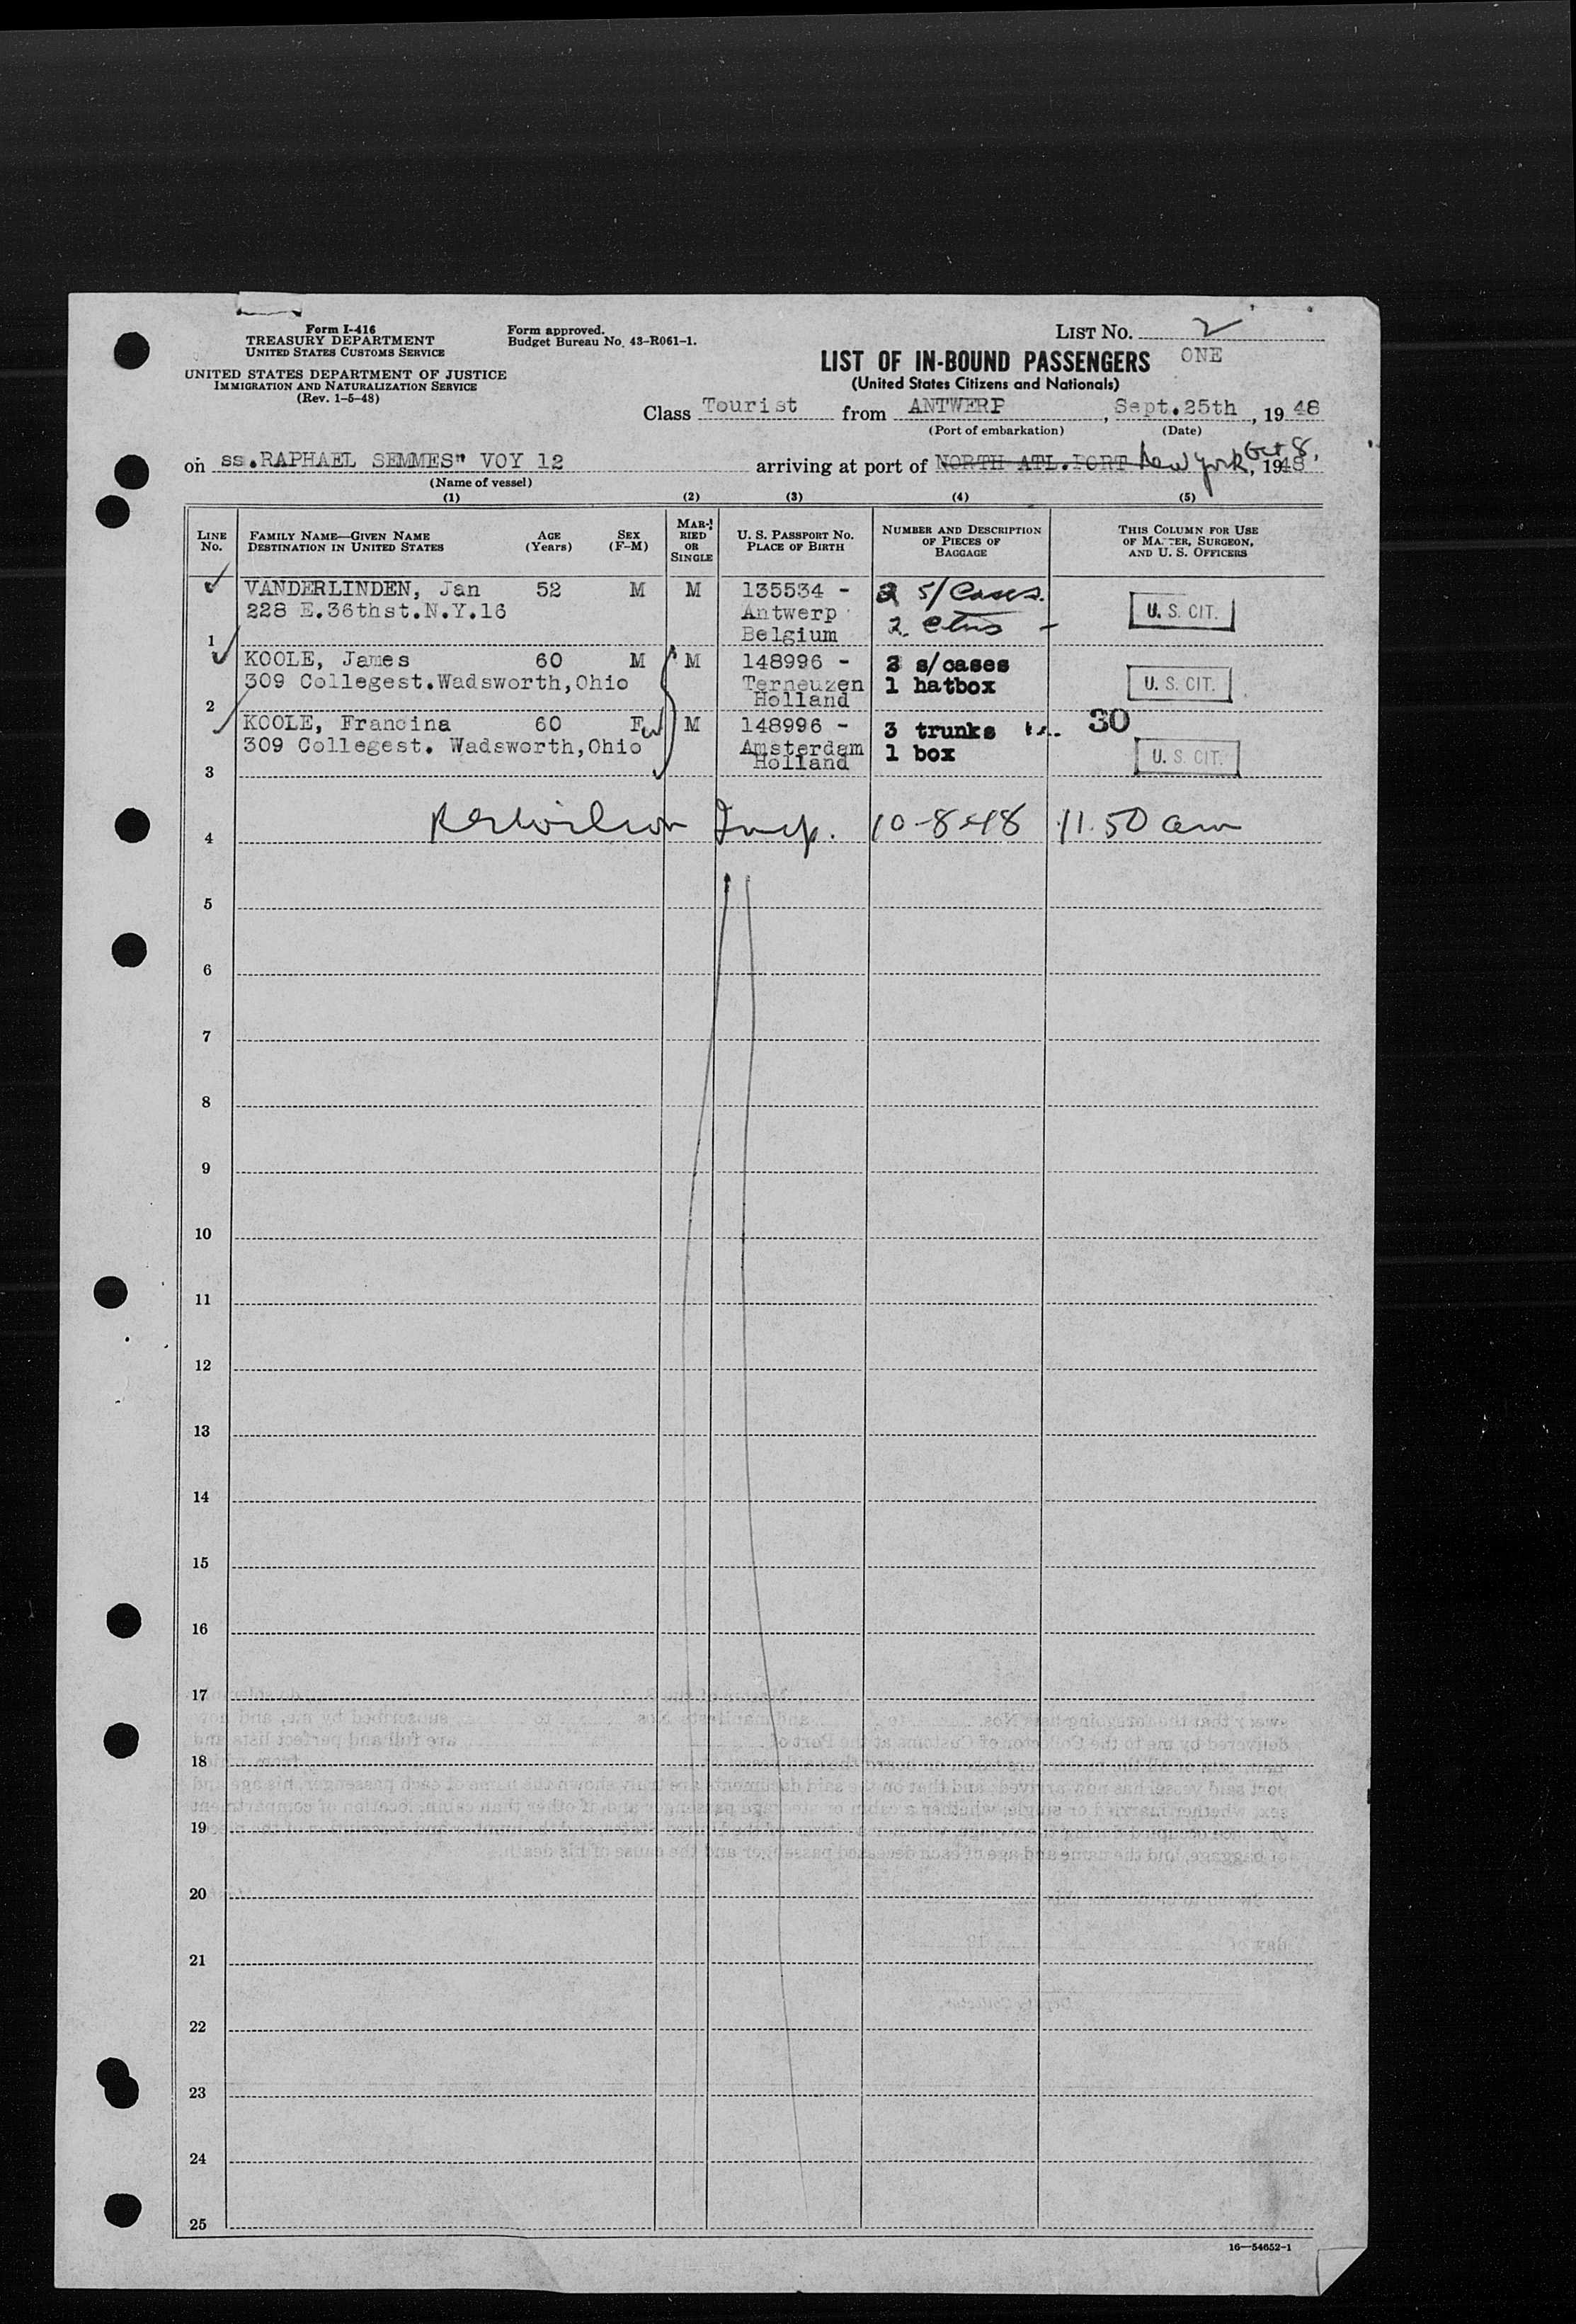 Form I-416
TREASURY DEPARTMENT
UNITED STATES CUSTOMS SERVICE
UNITED STATES DEPARTMENT OF JUSTICE
IMMIGRATION AND NATURALIZATION SERVICE
(Rev. 1-5-48)
Form approved.
Budget Bureau No. 43-R061-1.
LIST NO. 2
ONE
LIST OF IN-BOUND PASSENGERS
(United States Citizens and Nationals)
Class Tourist from ANTWERP, Sept.25th, 19 48
(Port of embarkation) (Date)
on ss.RAPHAEL SEMMES" VOY 12 arriving at port of NORTH ATL.PORT New York, Oct 8, 1948
(Name of vessel)
(1) (2) (3) (4) (5)
LINE NO.
FAMILY NAME—GIVEN NAME
DESTINATION IN UNITED STATES
AGE (Years)
SEX (F-M)
MARRIED OR SINGLE
U. S. PASSPORT NO.
PLACE OF BIRTH
NUMBER AND DESCRIPTION OF PIECES OF BAGGAGE
THIS COLUMN FOR USE OF MASTER, SURGEON, AND U. S. OFFICERS
VANDERLINDEN, Jan 52 M M 135534 - 2 s/Cases.
228 E.36thst.N.Y.16 Antwerp 2 ctns - U. S. CIT.
1 Belgium
KOOLE, James 60 M M 148996 - 2 s/cases
309 Collegest.Wadsworth,Ohio Terneuzen 1 hatbox U. S. CIT.
2 Holland
KOOLE, Francina 60 F M 148996 - 3 trunks 30
309 Collegest. Wadsworth,Ohio Amsterdam 1 box U. S. CIT.
3 Holland
4 Wilson Insp. 10-8-48 11.50 am
5
6
7
8
9
10
11
12
13
14
15
16
17
18
19
20
21
22
23
24
25
16—54652-1